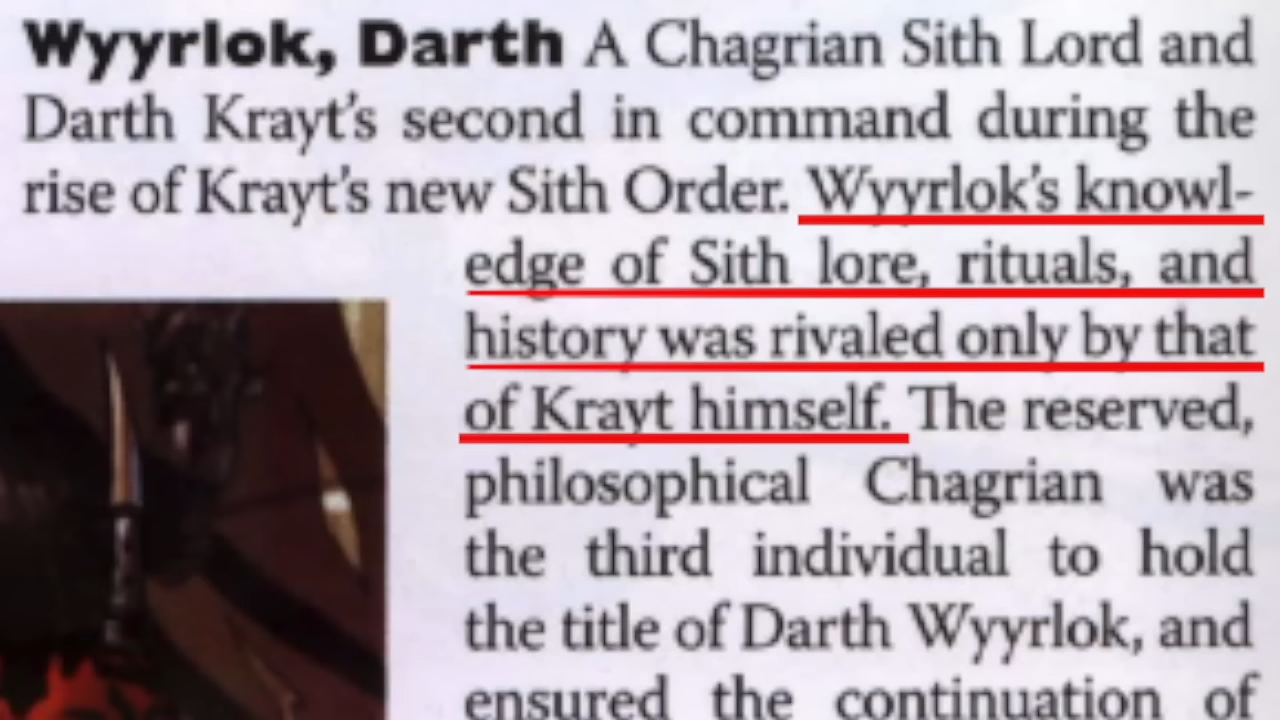 Wyyrlok, Darth A Chagrian Sith Lord and
Darth Krayt’s second in command during the
rise of Krayt’s new Sith Order. Wyyrlok’s knowl-
edge of Sith lore, rituals, and
history was rivaled only by that
of Krayt himself. The reserved,
philosophical Chagrian was
the third individual to hold
the title of Darth Wyyrlok, and
ensured the continuation of